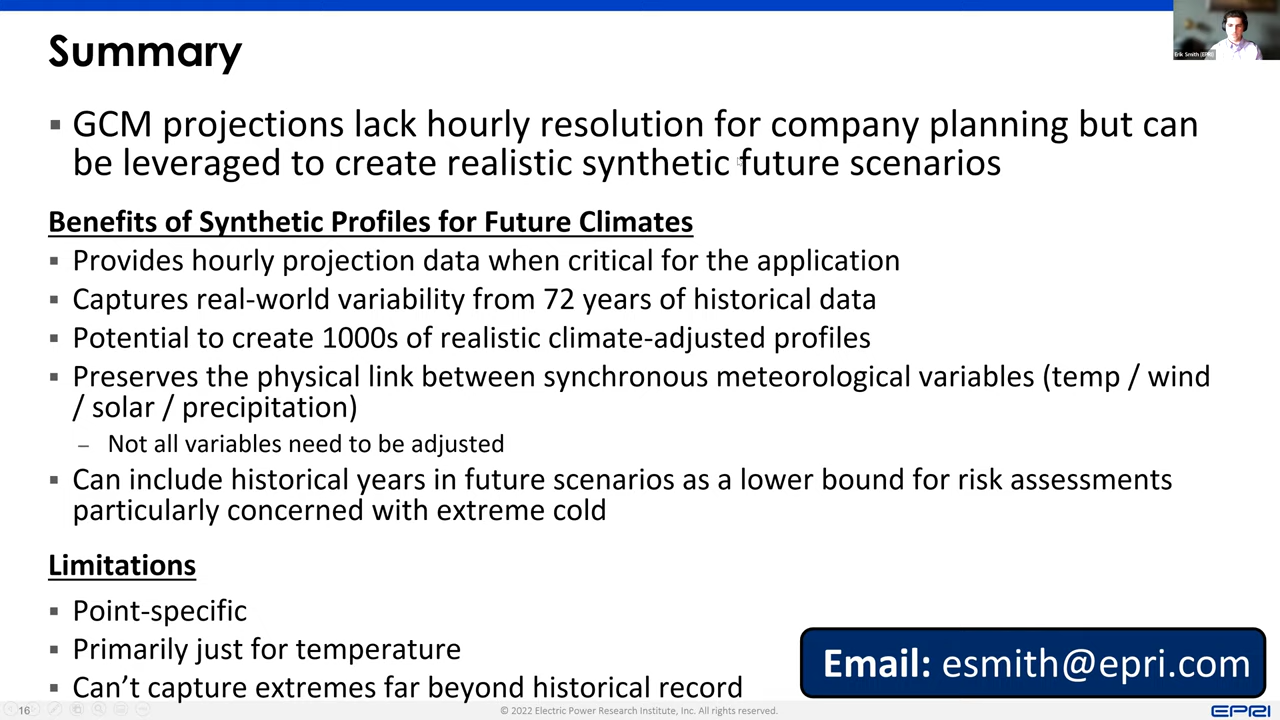 Summary
Erik Smith (EPRI)
▪ GCM projections lack hourly resolution for company planning but can
be leveraged to create realistic synthetic future scenarios
Benefits of Synthetic Profiles for Future Climates
▪ Provides hourly projection data when critical for the application
▪ Captures real-world variability from 72 years of historical data
▪ Potential to create 1000s of realistic climate-adjusted profiles
▪ Preserves the physical link between synchronous meteorological variables (temp / wind
/ solar / precipitation)
– Not all variables need to be adjusted
▪ Can include historical years in future scenarios as a lower bound for risk assessments
particularly concerned with extreme cold
Limitations
▪ Point-specific
▪ Primarily just for temperature
▪ Can't capture extremes far beyond historical record
Email: esmith@epri.com
16
© 2022 Electric Power Research Institute, Inc. All rights reserved.
EPRI